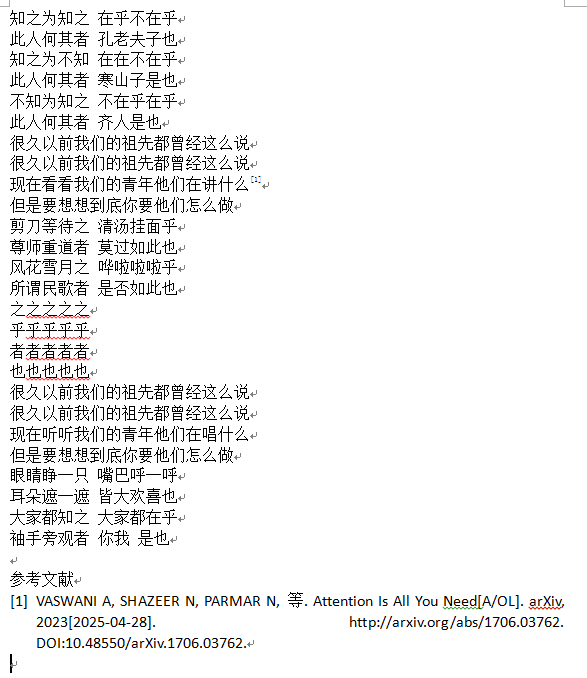 知之为知之 在乎不在乎
此人何其者 孔老夫子也
知之为不知 在在不在乎
此人何其者 寒山子是也
不知为知之 不在乎在乎
此人何其者 齐人是也
很久以前我们的祖先都曾经这么说
很久以前我们的祖先都曾经这么说
现在看看我们的青年他们在讲什么[1]
但是要想想到底你要他们怎么做
剪刀等待之 清汤挂面乎
尊师重道者 莫过如此也
风花雪月之 哗啦啦啦乎
所谓民歌者 是否如此也
之之之之之
乎乎乎乎乎
者者者者者
也也也也也
很久以前我们的祖先都曾经这么说
很久以前我们的祖先都曾经这么说
现在听听我们的青年他们在唱什么
但是要想想到底你要他们怎么做
眼睛睁一只 嘴巴呼一呼
耳朵遮一遮 皆大欢喜也
大家都知之 大家都在乎
袖手旁观者 你我 是也
参考文献
[1] VASWANI A, SHAZEER N, PARMAR N, 等. Attention Is All You Need[A/OL]. arXiv,
2023[2025-04-28]. http://arxiv.org/abs/1706.03762.
DOI:10.48550/arXiv.1706.03762.